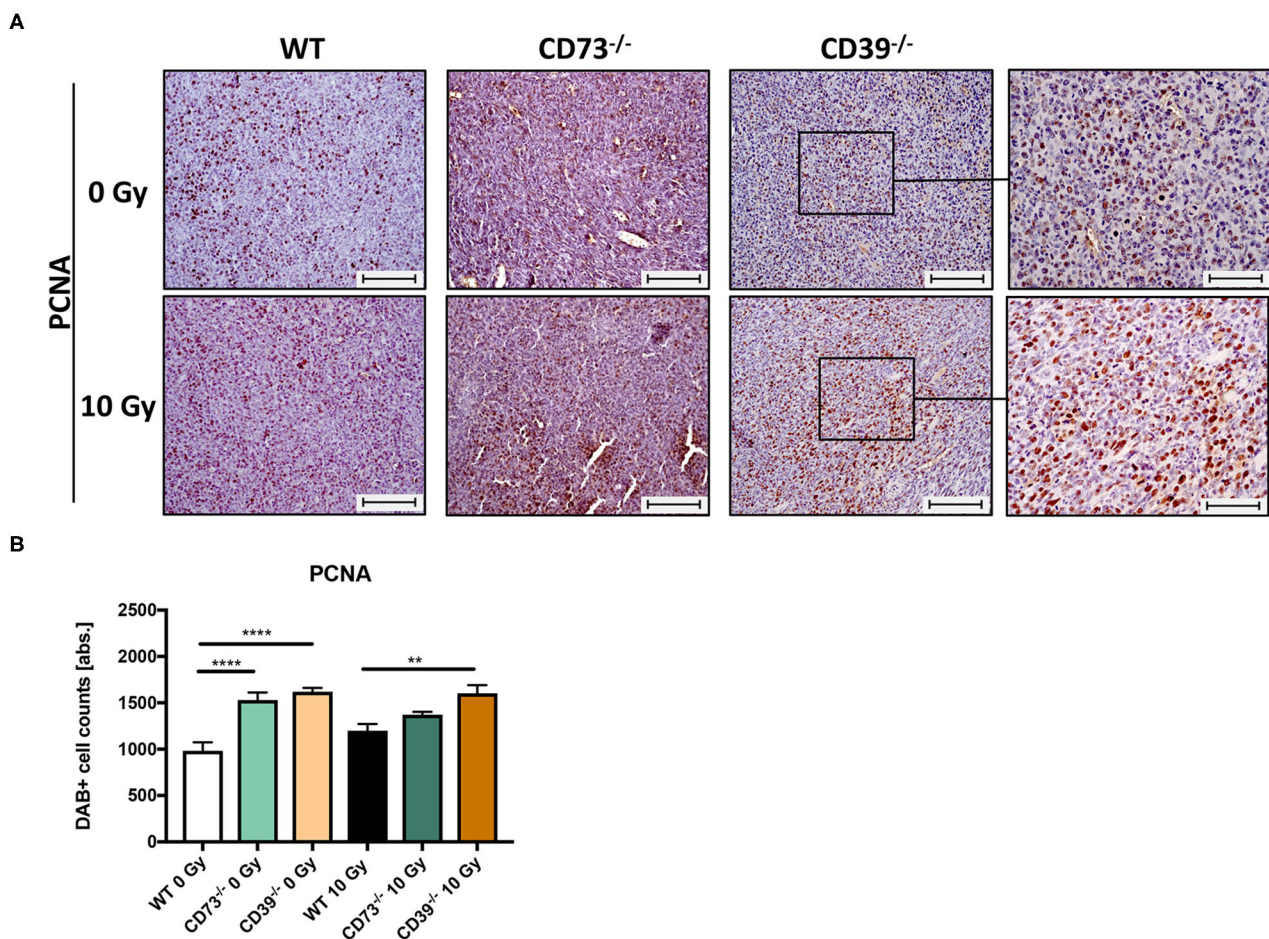 A
WT CD73-/- CD39-/-
PCNA
0 Gy
10 Gy
B
PCNA
DAB+ cell counts [abs.]
2500
2000
1500
1000
500
0
****
****
**
WT 0 Gy
CD73-/- 0 Gy
CD39-/- 0 Gy
WT 10 Gy
CD73-/- 10 Gy
CD39-/- 10 Gy